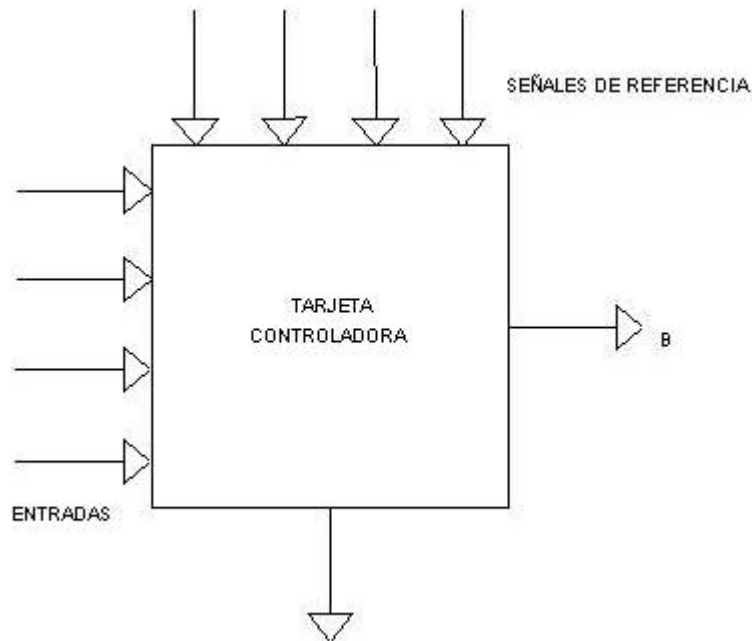 SEÑALES DE REFERENCIA
TARJETA
CONTROLADORA
B
ENTRADAS